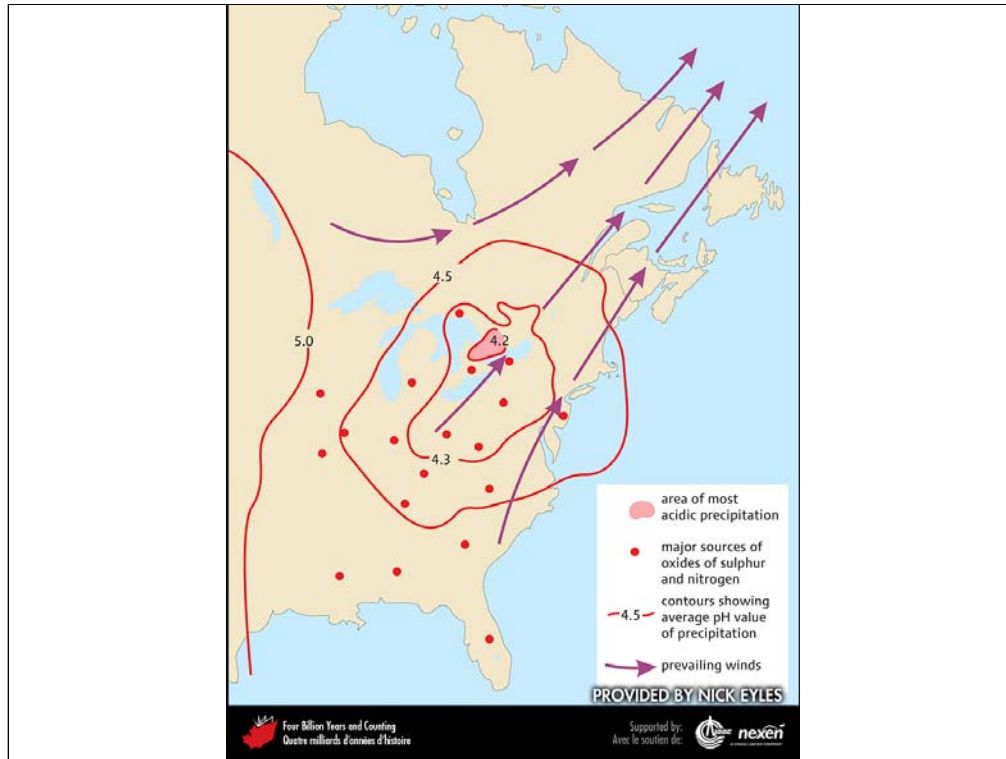 4.5
5.0
4.2
4.3
area of most
acidic precipitation
major sources of
oxides of sulphur
and nitrogen
4.5
contours showing
average pH value
of precipitation
prevailing winds
PROVIDED BY NICK EYLES
Four Billion Years and Counting
Quatre milliards d'années d'histoire
Supported by:
Avec le soutien de:
nexen